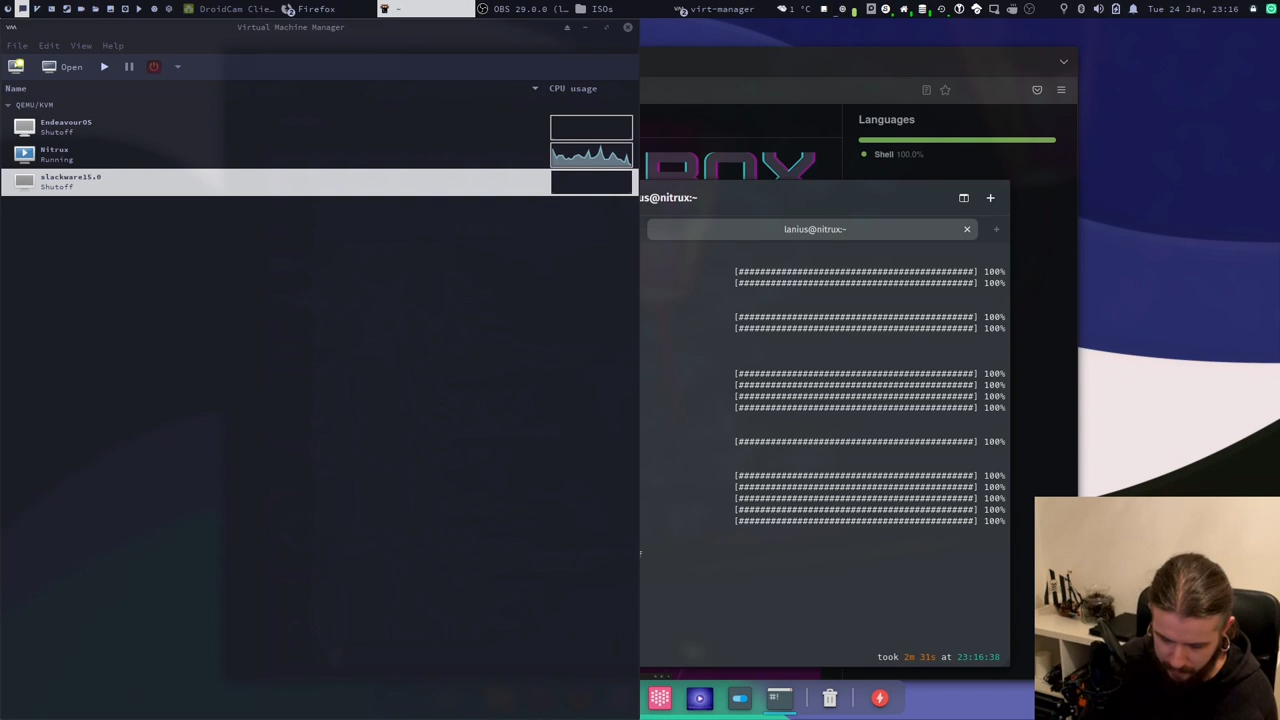 DroidCam Clie…
2 Firefox
~
OBS 29.0.0 (l…
ISOs
2 virt-manager
1 °C
Tue 24 Jan, 23:16
Virtual Machine Manager
File Edit View Help
Open
Name
CPU usage
QEMU/KVM
EndeavourOS
Shutoff
Nitrux
Running
slackware15.0
Shutoff
Languages
Shell 100.0%
us@nitrux:~
lanius@nitrux:~
[############################################] 100%
[############################################] 100%
[############################################] 100%
[############################################] 100%
[############################################] 100%
[############################################] 100%
[############################################] 100%
[############################################] 100%
[############################################] 100%
[############################################] 100%
[############################################] 100%
[############################################] 100%
[############################################] 100%
[############################################] 100%
took 2m 31s at 23:16:38